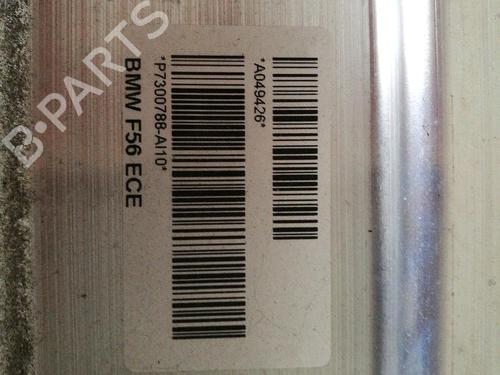 *A049426*
*P7300788-AI10*
BMW F56 ECE
B-PARTS